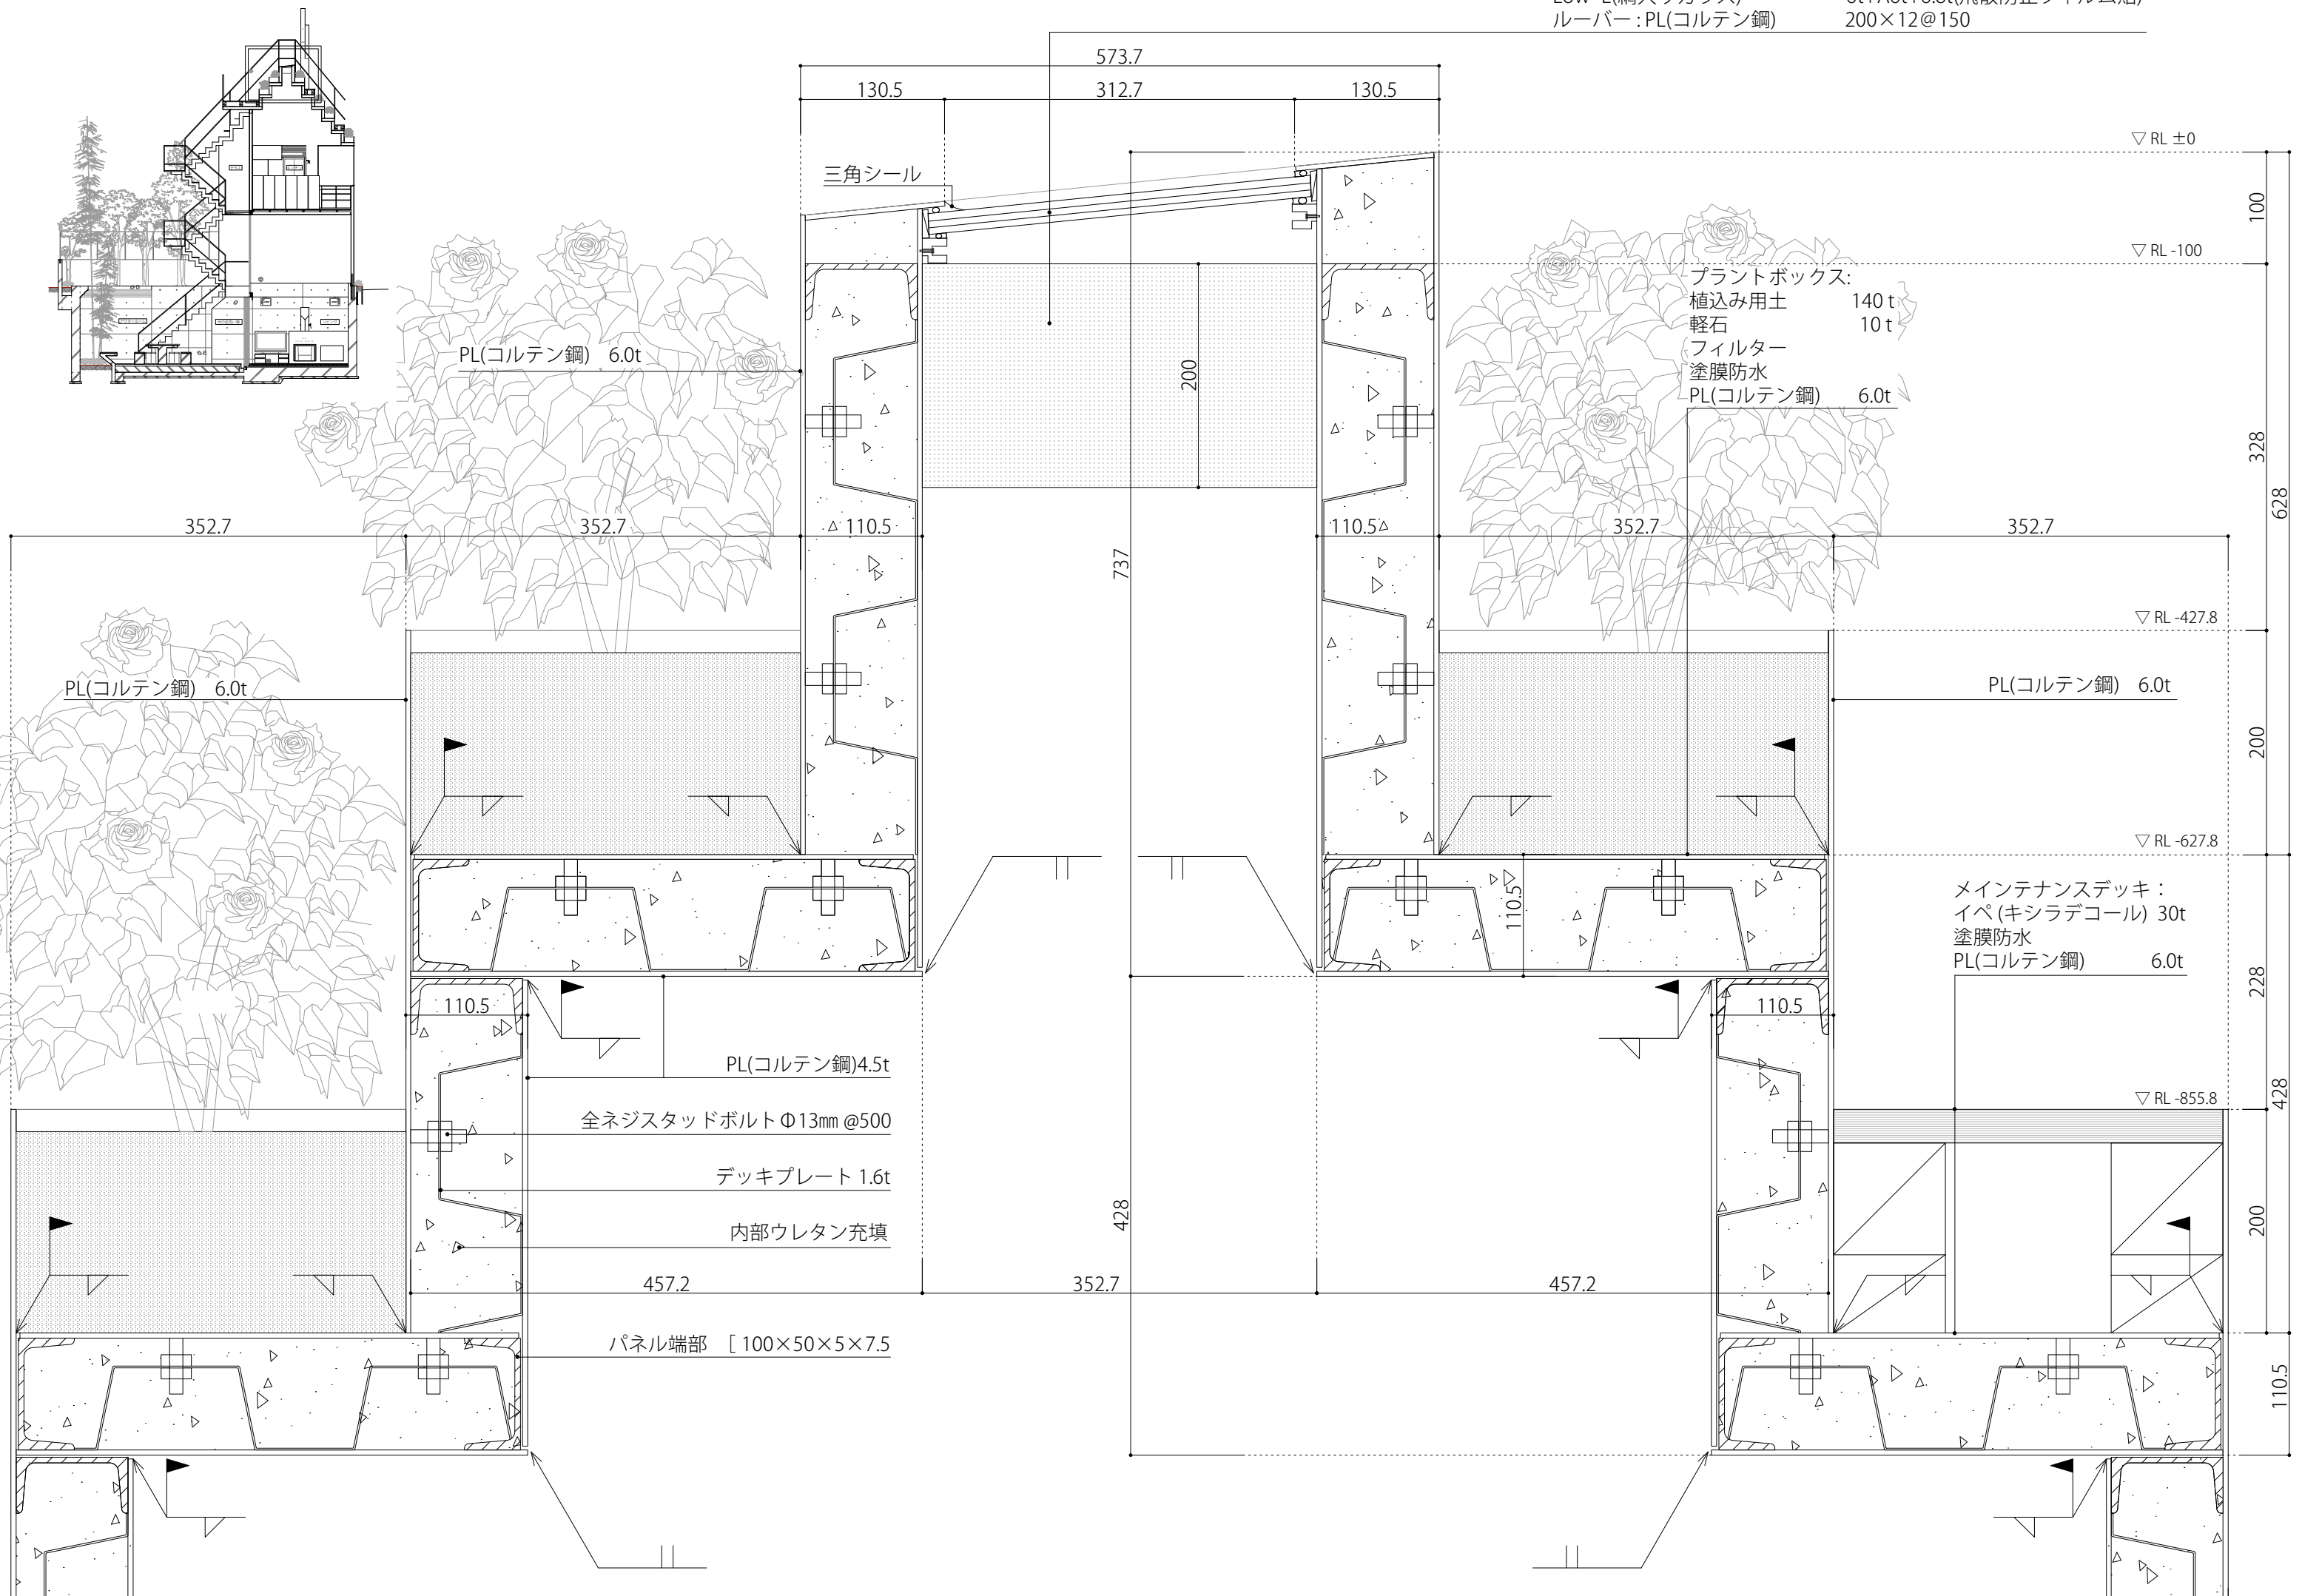 ルーバー : PL(コルテン鋼) 200×12@150
573.7
130.5 312.7 130.5
▽ RL ±0
三角シール
100
▽ RL -100
プラントボックス:
植込み用土 140 t
軽石 10 t
フィルター
塗膜防水
PL(コルテン鋼) 6.0t
PL(コルテン鋼) 6.0t
200
328
628
352.7 352.7 110.5 110.5 352.7 352.7
737
▽ RL -427.8
PL(コルテン鋼) 6.0t
PL(コルテン鋼) 6.0t
200
▽ RL -627.8
110.5
メインテナンスデッキ：
イペ (キシラデコール) 30t
塗膜防水
PL(コルテン鋼) 6.0t
228
110.5 110.5
PL(コルテン鋼)4.5t
428
▽ RL -855.8
全ネジスタッドボルトΦ13㎜ @500
デッキプレート 1.6t
428
200
内部ウレタン充填
457.2 352.7 457.2
パネル端部 [ 100×50×5×7.5
110.5